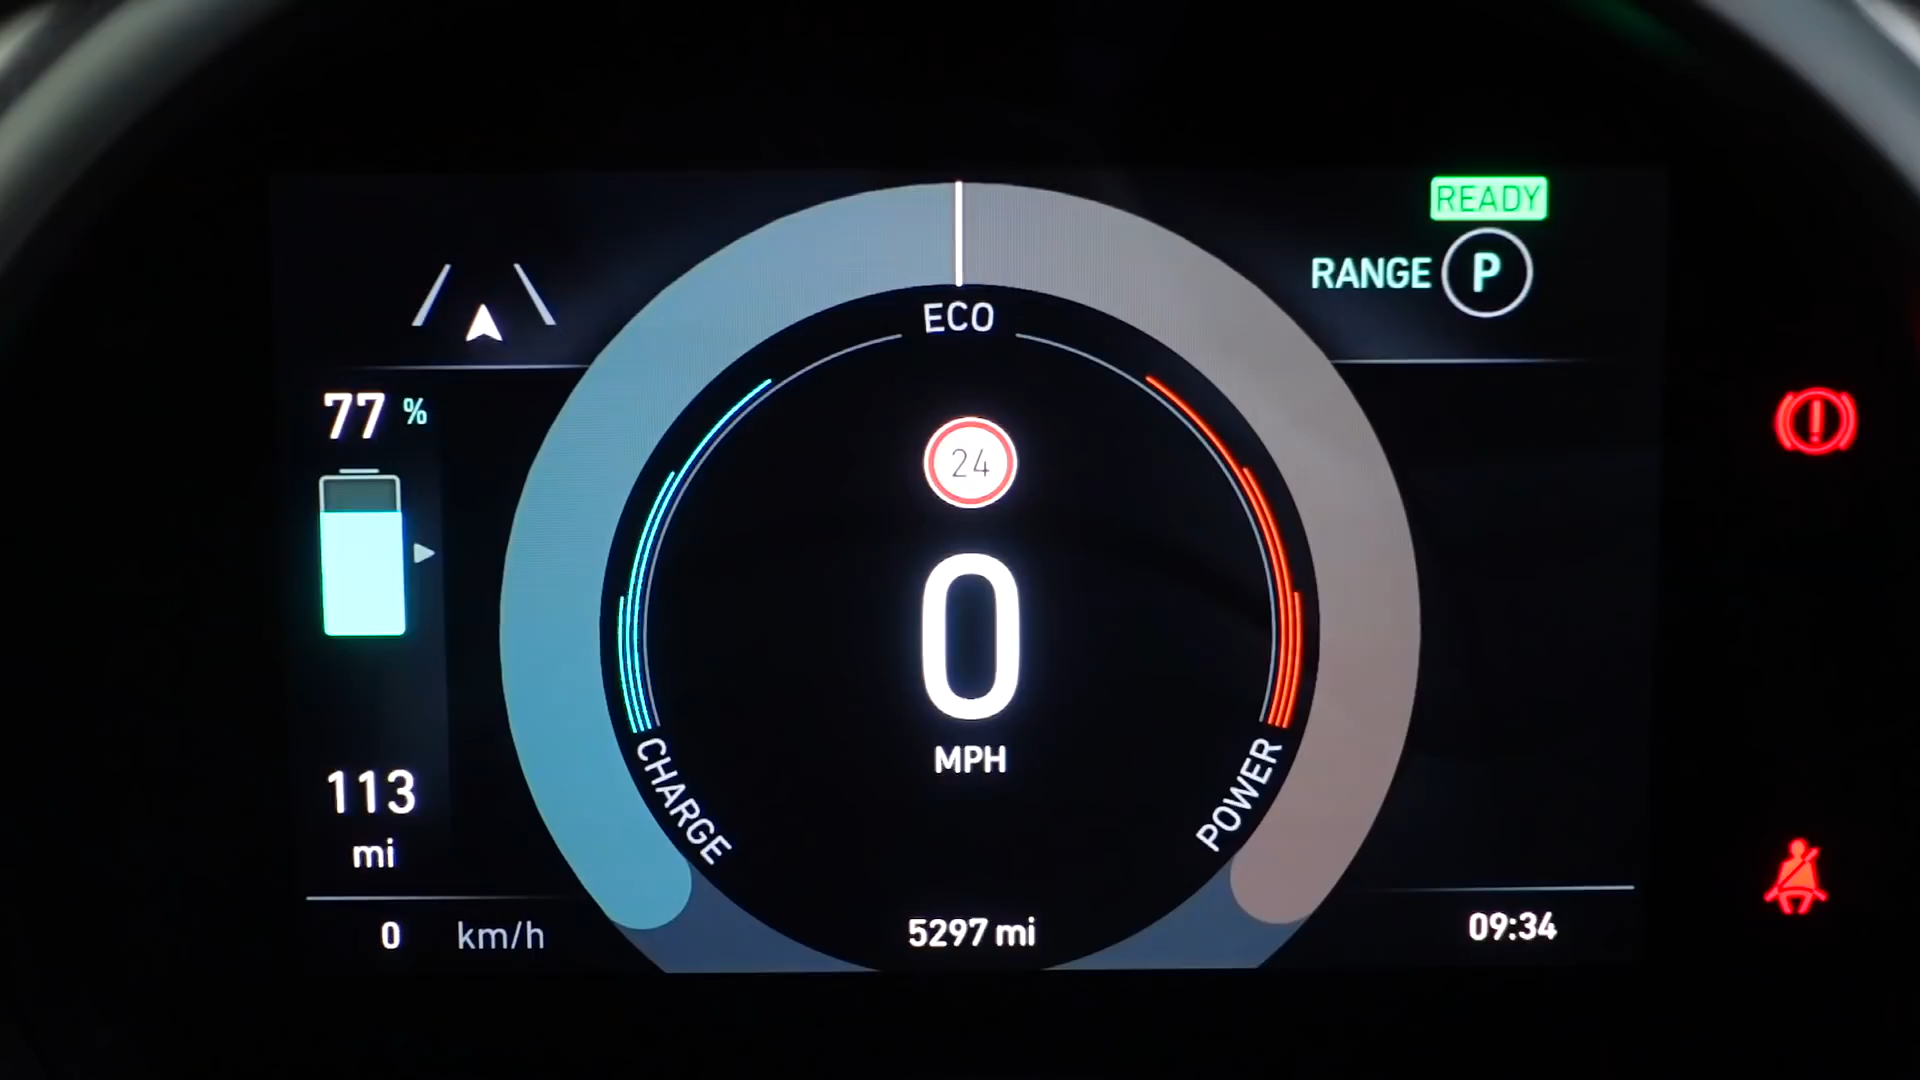 READY
RANGE P
ECO
77 %
24
0
MPH
113
mi
CHARGE
POWER
0 km/h
5297 mi
09:34